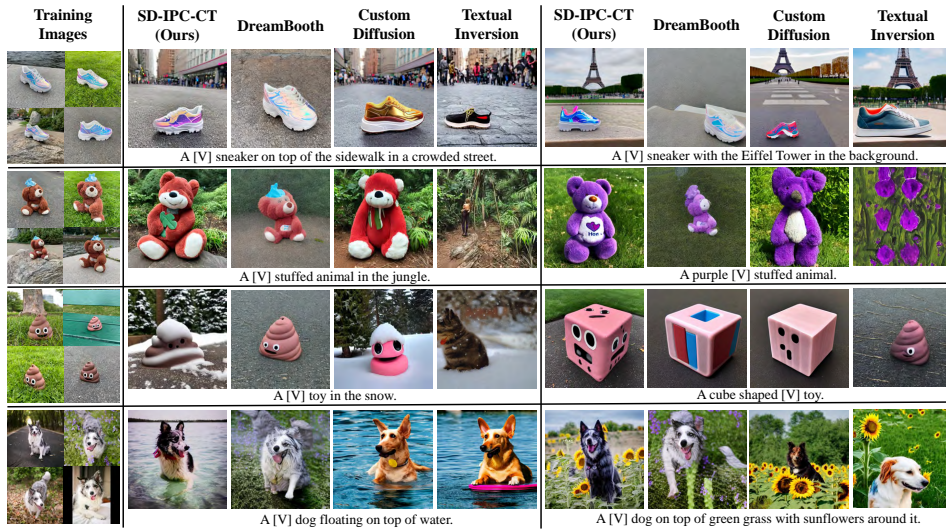 Training Images
SD-IPC-CT (Ours)
DreamBooth
Custom Diffusion
Textual Inversion
SD-IPC-CT (Ours)
DreamBooth
Custom Diffusion
Textual Inversion
A [V] sneaker on top of the sidewalk in a crowded street.
A [V] sneaker with the Eiffel Tower in the background.
A [V] stuffed animal in the jungle.
A purple [V] stuffed animal.
A [V] toy in the snow.
A cube shaped [V] toy.
A [V] dog floating on top of water.
A [V] dog on top of green grass with sunflowers around it.